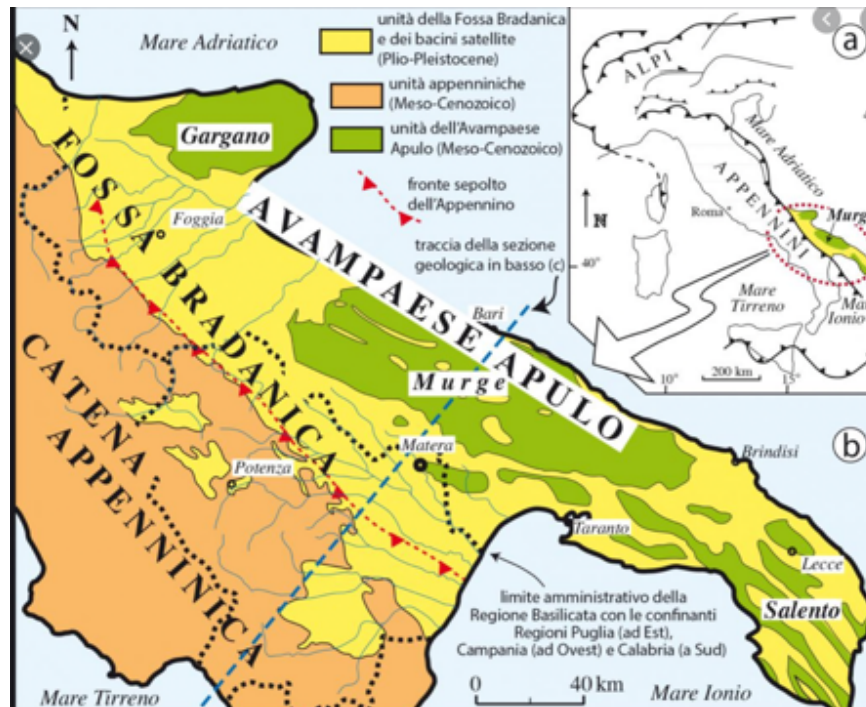 N
Mare Adriatico
unità della Fossa Bradanica
e dei bacini satellite
(Plio-Pleistocene)
unità appenniniche
(Meso-Cenozoico)
unità dell'Avampaese
Apulo (Meso-Cenozoico)
fronte sepolto
dell'Appennino
traccia della sezione
geologica in basso (c)
Gargano
Foggia
FOSSA BRADANICA
AVAMPAESE APULO
Bari
Murge
CATENA
APPENNINICA
Potenza
Matera
Brindisi
Taranto
Lecce
Salento
limite amministrativo della
Regione Basilicata con le confinanti
Regioni Puglia (ad Est),
Campania (ad Ovest) e Calabria (a Sud)
0 40 km
Mare Tirreno
Mare Ionio
b
a
ALPI
Mare Adriatico
APPENNINI
Roma
Murg
N
40°
Mare
Tirreno
Ma
Ionio
200 km
10°
15°